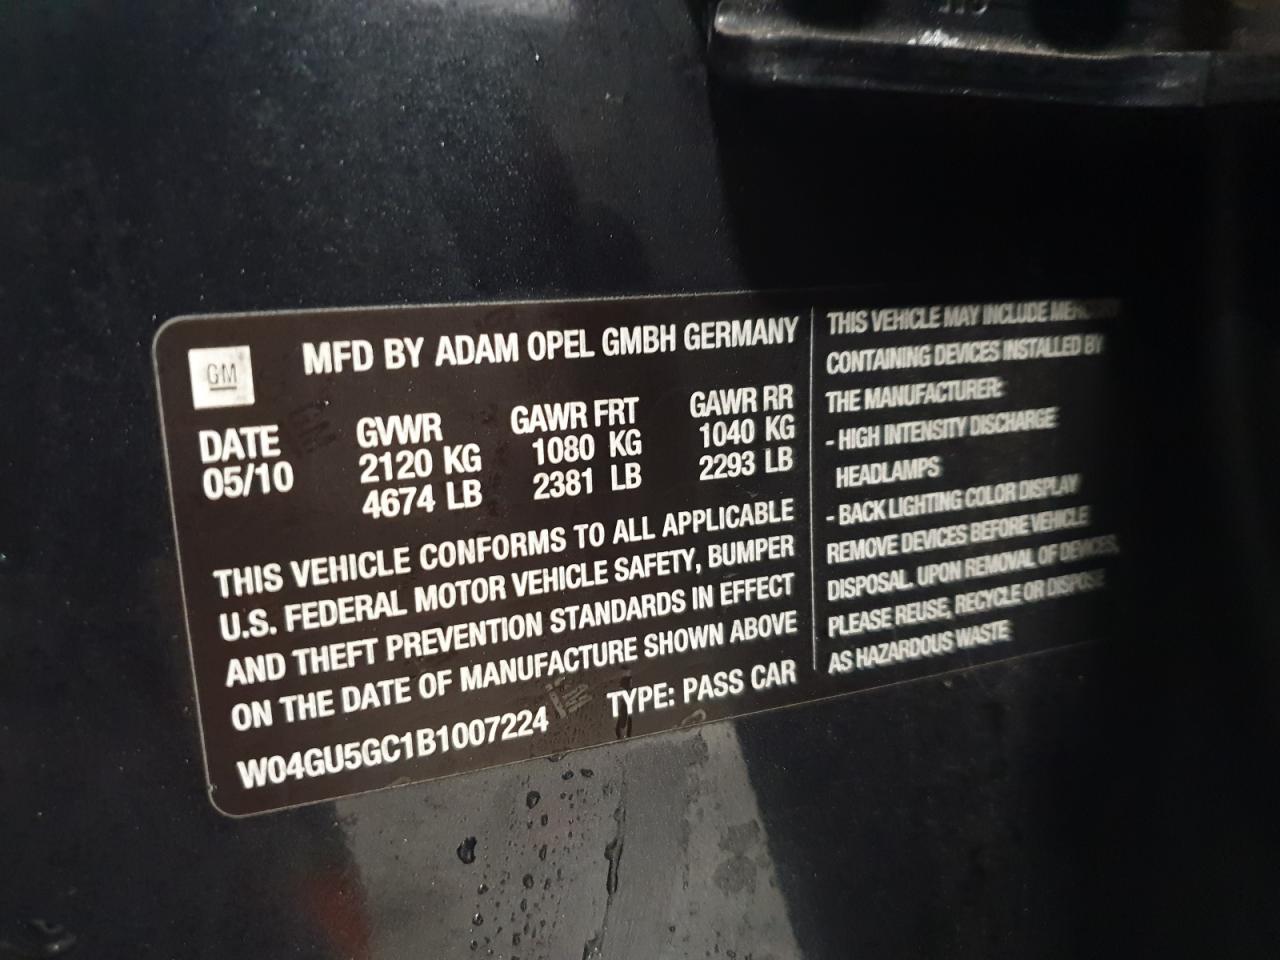 GM
MFD BY ADAM OPEL GMBH GERMANY
DATE GVWR GAWR FRT GAWR RR
05/10 2120 KG 1080 KG 1040 KG
4674 LB 2381 LB 2293 LB
THIS VEHICLE CONFORMS TO ALL APPLICABLE
U.S. FEDERAL MOTOR VEHICLE SAFETY, BUMPER
AND THEFT PREVENTION STANDARDS IN EFFECT
ON THE DATE OF MANUFACTURE SHOWN ABOVE
W04GU5GC1B1007224 TYPE: PASS CAR
THIS VEHICLE MAY INCLUDE MERCURY
CONTAINING DEVICES INSTALLED BY
THE MANUFACTURER:
- HIGH INTENSITY DISCHARGE
HEADLAMPS
- BACK LIGHTING COLOR DISPLAY
REMOVE DEVICES BEFORE VEHICLE
DISPOSAL. UPON REMOVAL OF DEVICES,
PLEASE REUSE, RECYCLE OR DISPOSE
AS HAZARDOUS WASTE